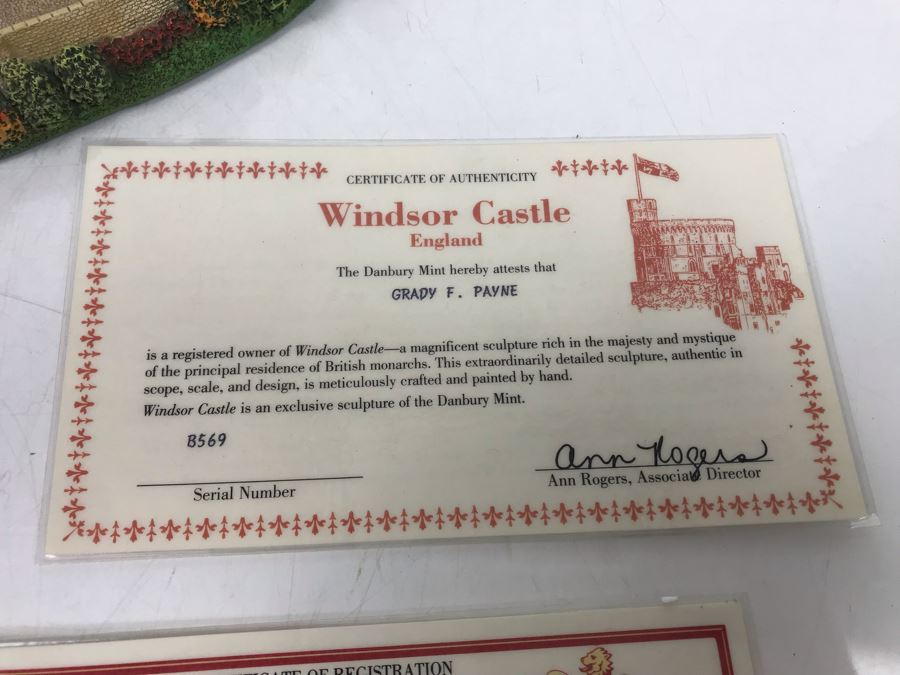 CERTIFICATE OF AUTHENTICITY
Windsor Castle
England
The Danbury Mint hereby attests that
GRADY F. PAYNE
is a registered owner of Windsor Castle—a magnificent sculpture rich in the majesty and mystique
of the principal residence of British monarchs. This extraordinarily detailed sculpture, authentic in
scope, scale, and design, is meticulously crafted and painted by hand.
Windsor Castle is an exclusive sculpture of the Danbury Mint.
B569
Serial Number
Ann Rogers
Ann Rogers, Associate Director
OF REGISTRATION